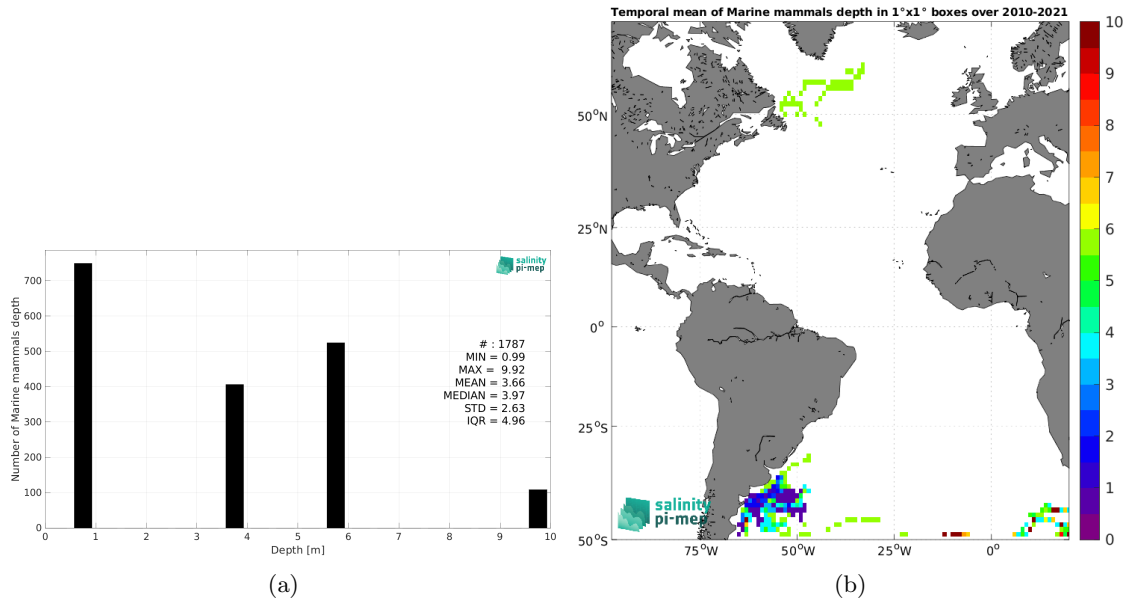 salinity
pi-mep
Number of Marine mammals depth
700
600
500
400
300
200
100
0
# : 1787
MIN = 0.99
MAX = 9.92
MEAN = 3.66
MEDIAN = 3.97
STD = 2.63
IQR = 4.96
0 1 2 3 4 5 6 7 8 9 10
Depth [m]
(a)
Temporal mean of Marine mammals depth in 1°x1° boxes over 2010-2021
50°N
25°N
0°
25°S
50°S
75°W 50°W 25°W 0°
salinity
pi-mep
10
9
8
7
6
5
4
3
2
1
0
(b)